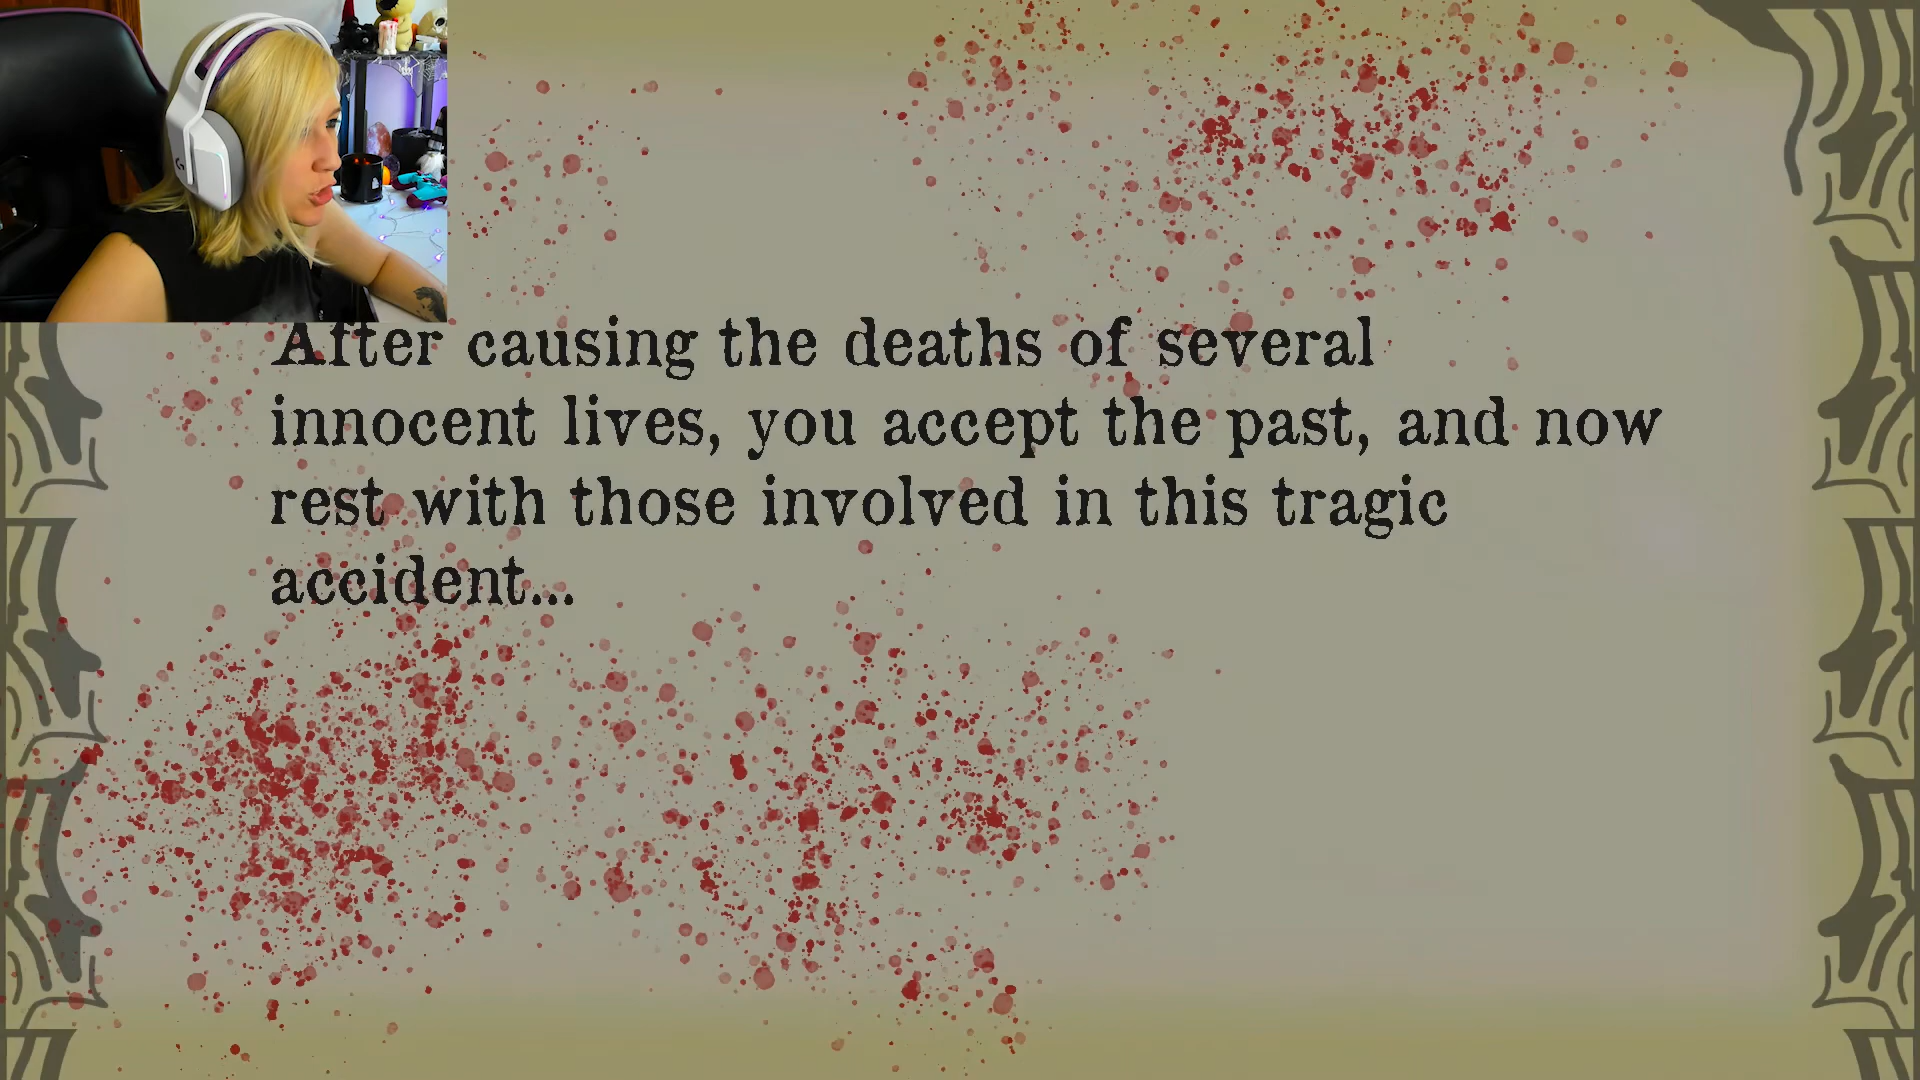 After causing the deaths of several
innocent lives, you accept the past, and now
rest with those involved in this tragic
accident...